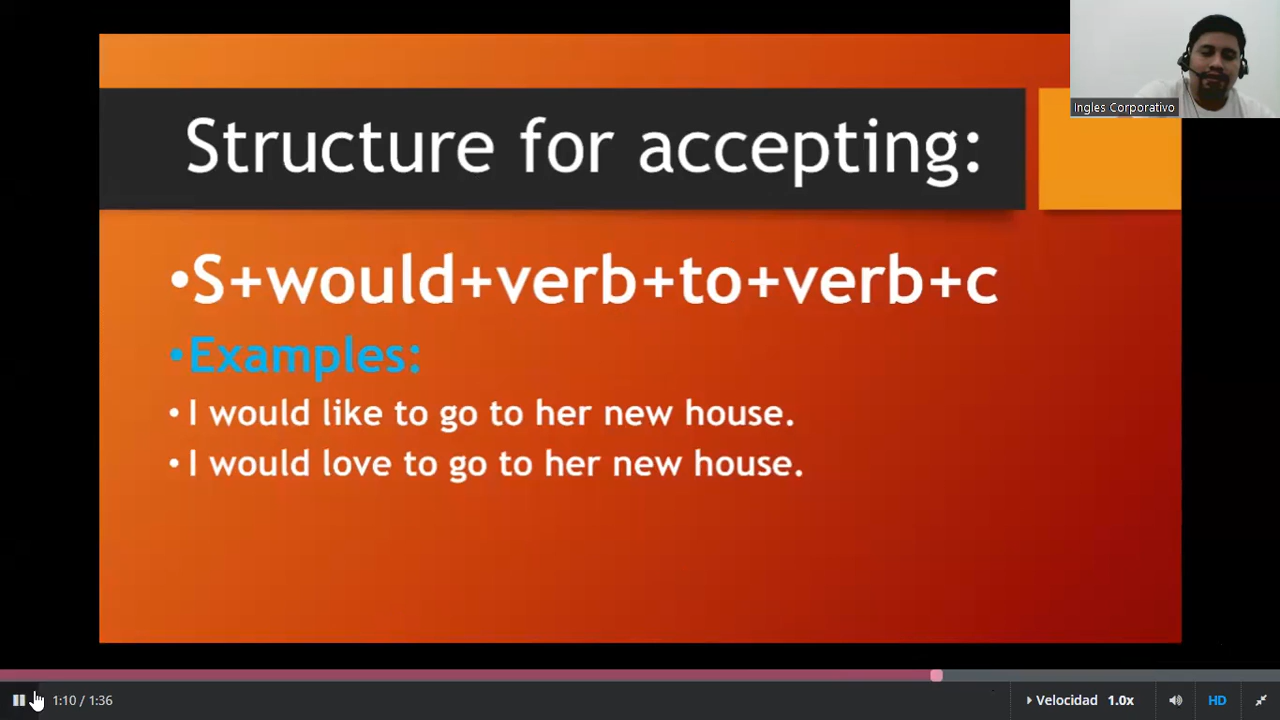 Structure for accepting:
Ingles Corporativo
•S+would+verb+to+verb+c
•Examples:
• I would like to go to her new house.
• I would love to go to her new house.
1:10 / 1:36
Velocidad 1.0x
HD